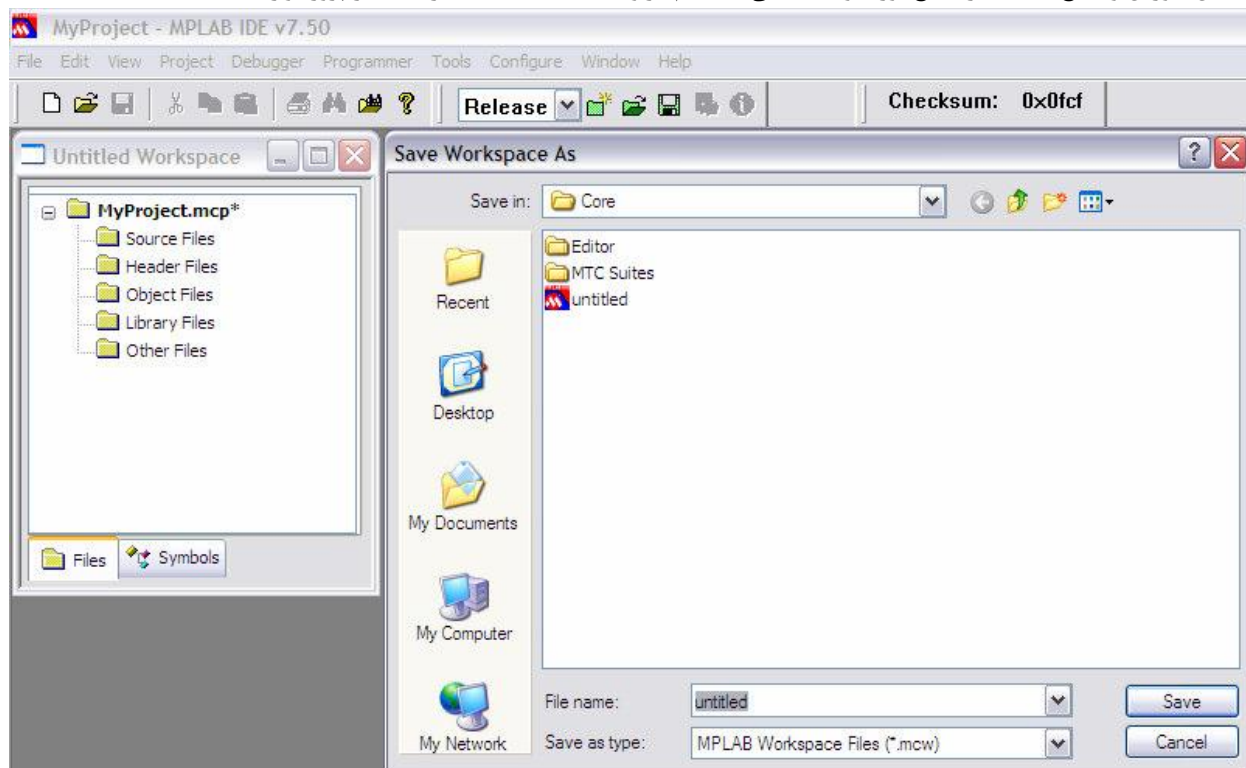 MyProject - MPLAB IDE v7.50
File Edit View Project Debugger Programmer Tools Configure Window Help
Release
Checksum: 0x0fcf
Untitled Workspace
MyProject.mcp*
Source Files
Header Files
Object Files
Library Files
Other Files
Files
Symbols
Save Workspace As
Save in:
Core
Recent
Desktop
My Documents
My Computer
My Network
Editor
MTC Suites
untitled
File name:
untitled
Save
Save as type:
MPLAB Workspace Files (*.mcw)
Cancel